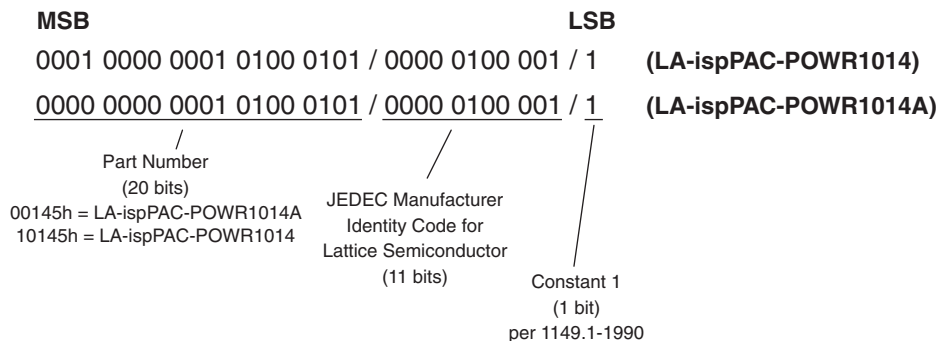 MSB LSB
0001 0000 0001 0100 0101 / 0000 0100 001 / 1 (LA-ispPAC-POWR1014)
0000 0000 0001 0100 0101 / 0000 0100 001 / 1 (LA-ispPAC-POWR1014A)
Part Number
(20 bits)
00145h = LA-ispPAC-POWR1014A
10145h = LA-ispPAC-POWR1014
JEDEC Manufacturer
Identity Code for
Lattice Semiconductor
(11 bits)
Constant 1
(1 bit)
per 1149.1-1990